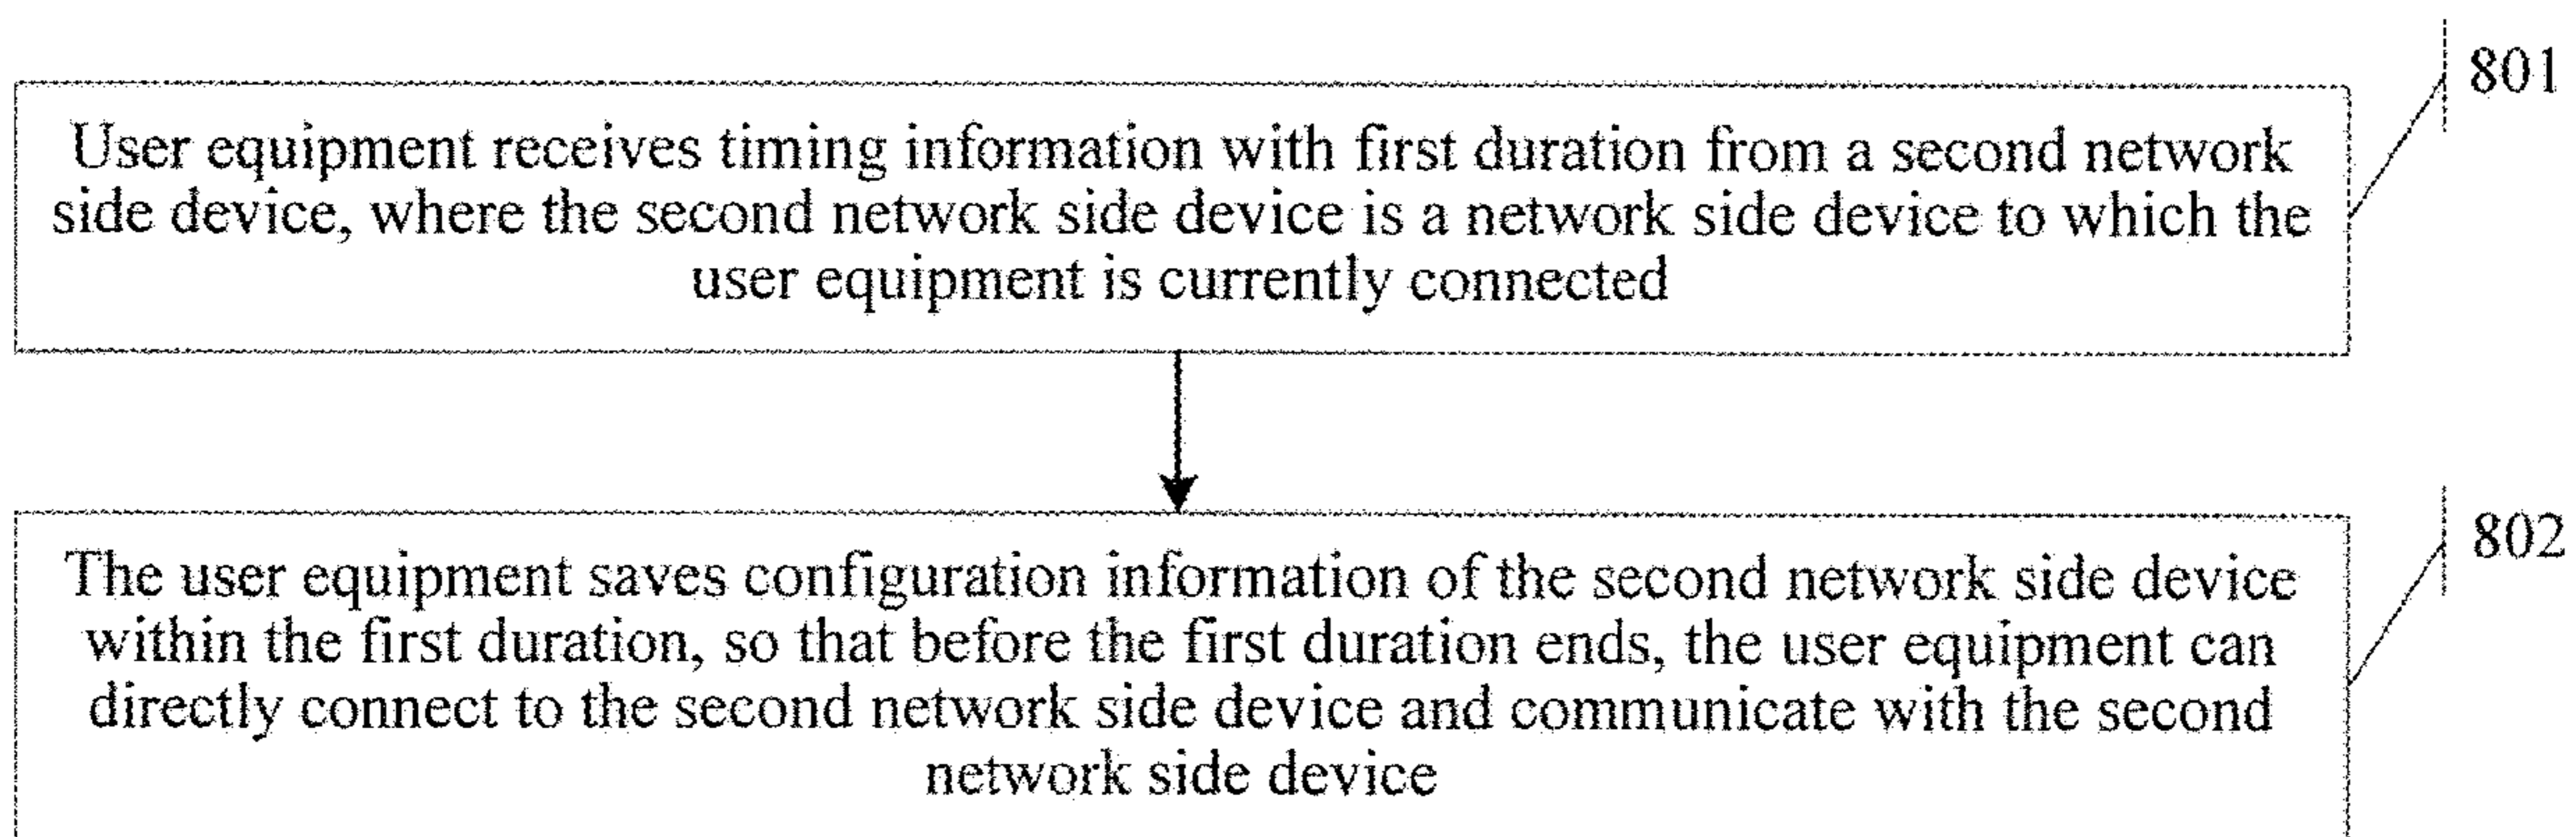 801
User equipment receives timing information with first duration from a second network
side device, where the second network side device is a network side device to which the
user equipment is currently connected
802
The user equipment saves configuration information of the second network side device
within the first duration, so that before the first duration ends, the user equipment can
directly connect to the second network side device and communicate with the second
network side device